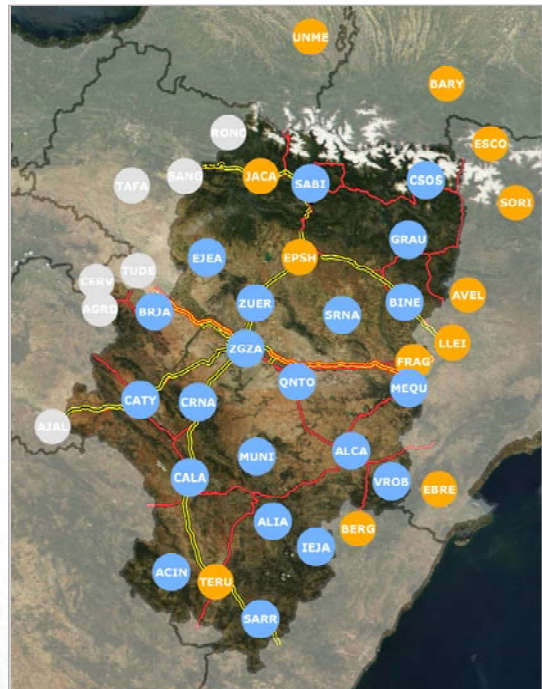 UNME
BARY
RONC
ESCO
SANG
JACA
TAFA
SABI
CSOS
SORI
GRAU
EJEA
EPSH
TUDE
CERV
AGRD
BRJA
ZUER
SRNA
BINE
AVEL
ZGZA
LLEI
FRAG
QNTO
MEQU
CATY
CRNA
AJAL
MUNI
ALCA
CALA
VROB
EBRE
ALIA
BERG
IEJA
ACIN
TERU
SARR